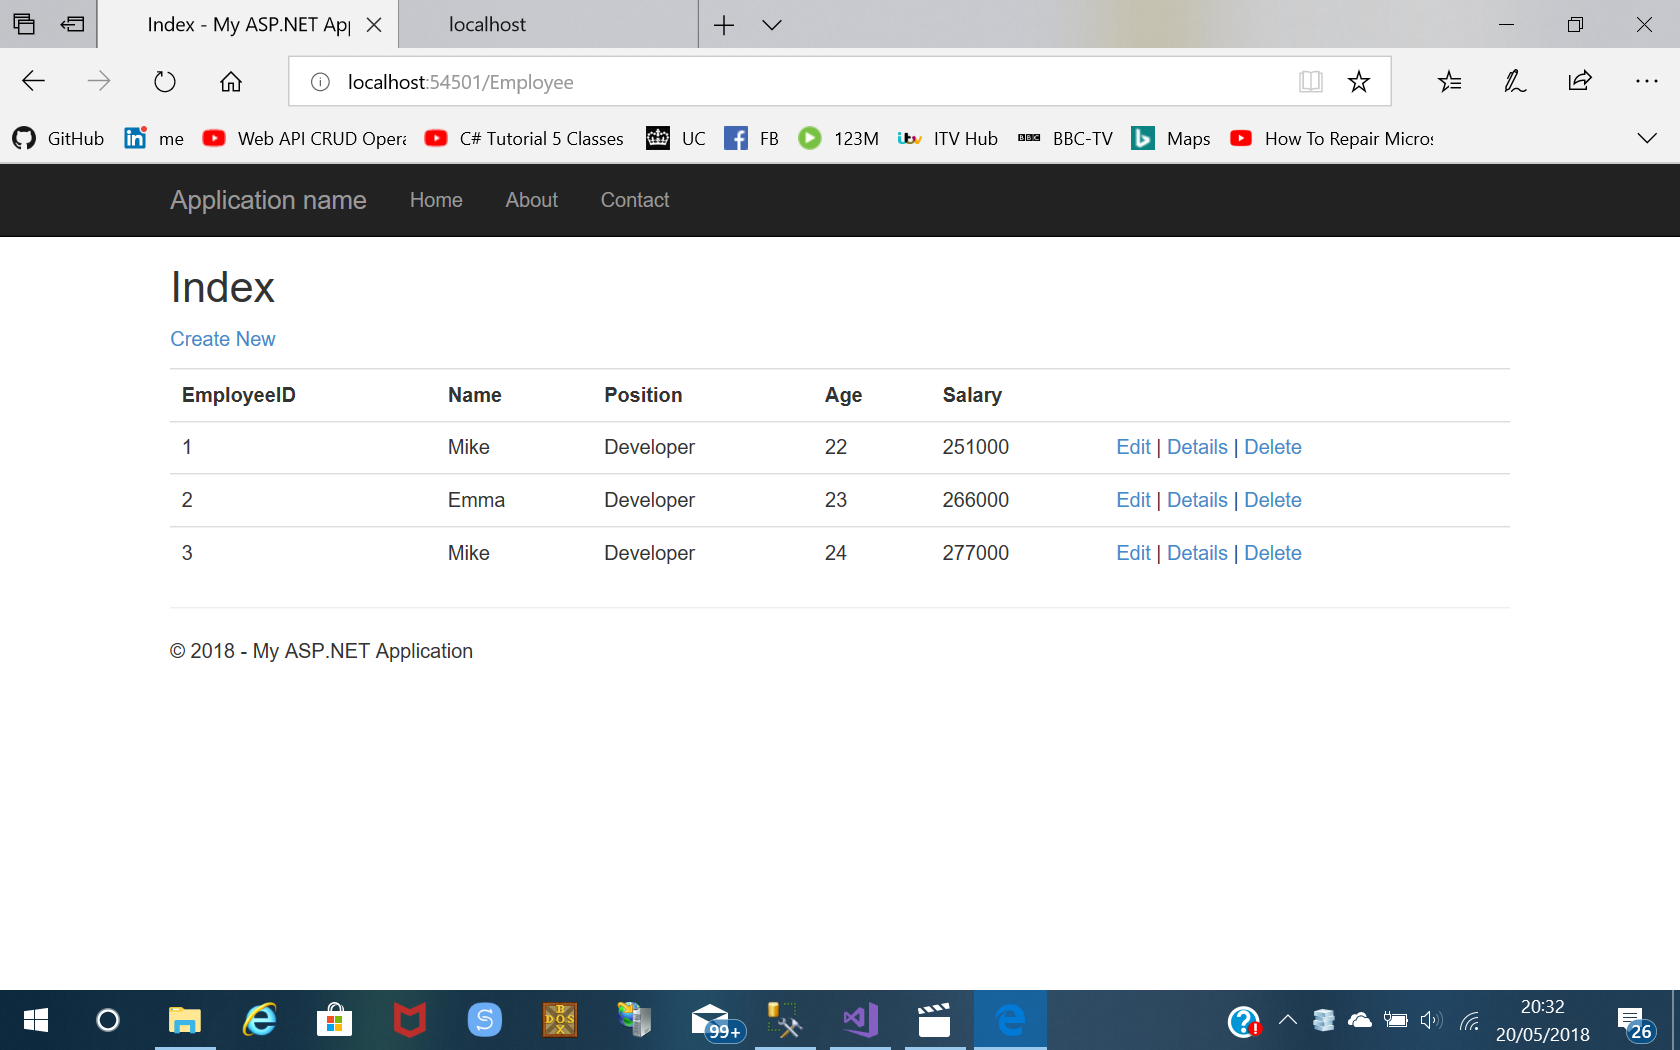 Index - My ASP.NET Ap
localhost
localhost:54501/Employee
GitHub me Web API CRUD Opera C# Tutorial 5 Classes UC f FB 123M itv ITV Hub BBC BBC-TV b Maps How To Repair Micros
Application name Home About Contact
Index
Create New
EmployeeID Name Position Age Salary
1 Mike Developer 22 251000 Edit | Details | Delete
2 Emma Developer 23 266000 Edit | Details | Delete
3 Mike Developer 24 277000 Edit | Details | Delete
© 2018 - My ASP.NET Application
DOS BOX
99+
20:32
20/05/2018
26